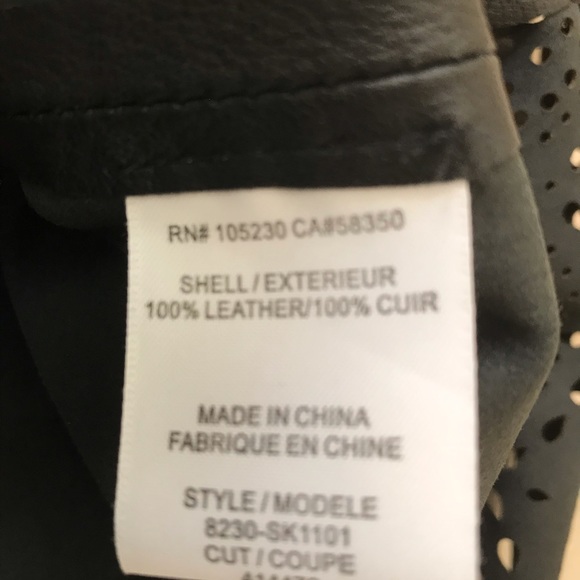 RN# 105230 CA#58350
SHELL / EXTERIEUR
100% LEATHER/100% CUIR
MADE IN CHINA
FABRIQUE EN CHINE
STYLE / MODELE
8230-SK1101
CUT / COUPE